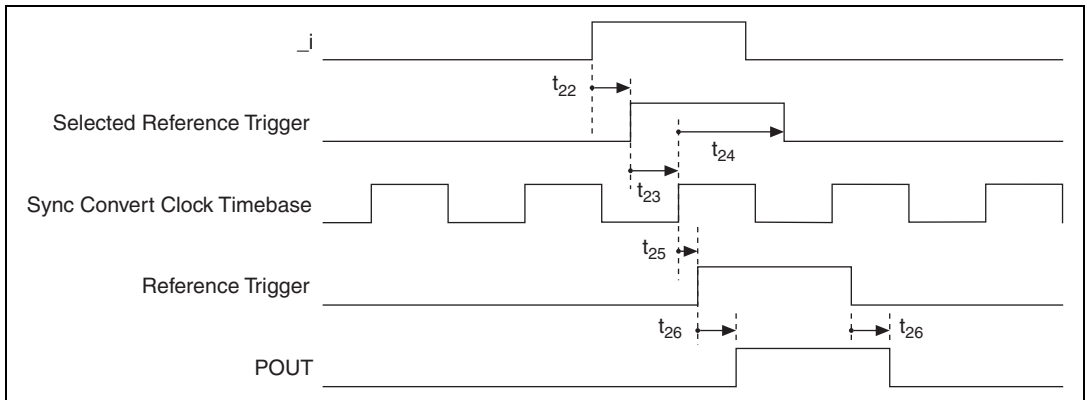 _i
t22
Selected Reference Trigger
t24
t23
Sync Convert Clock Timebase
t25
Reference Trigger
t26
t26
POUT